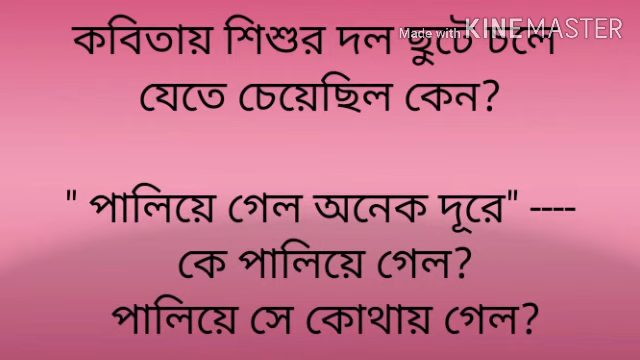 কবিতায় শিশুর দল ছুটে চলে
Made with KINEMASTER
যেতে চেয়েছিল কেন?
" পালিয়ে গেল অনেক দূরে" ----
কে পালিয়ে গেল?
পালিয়ে সে কোথায় গেল?